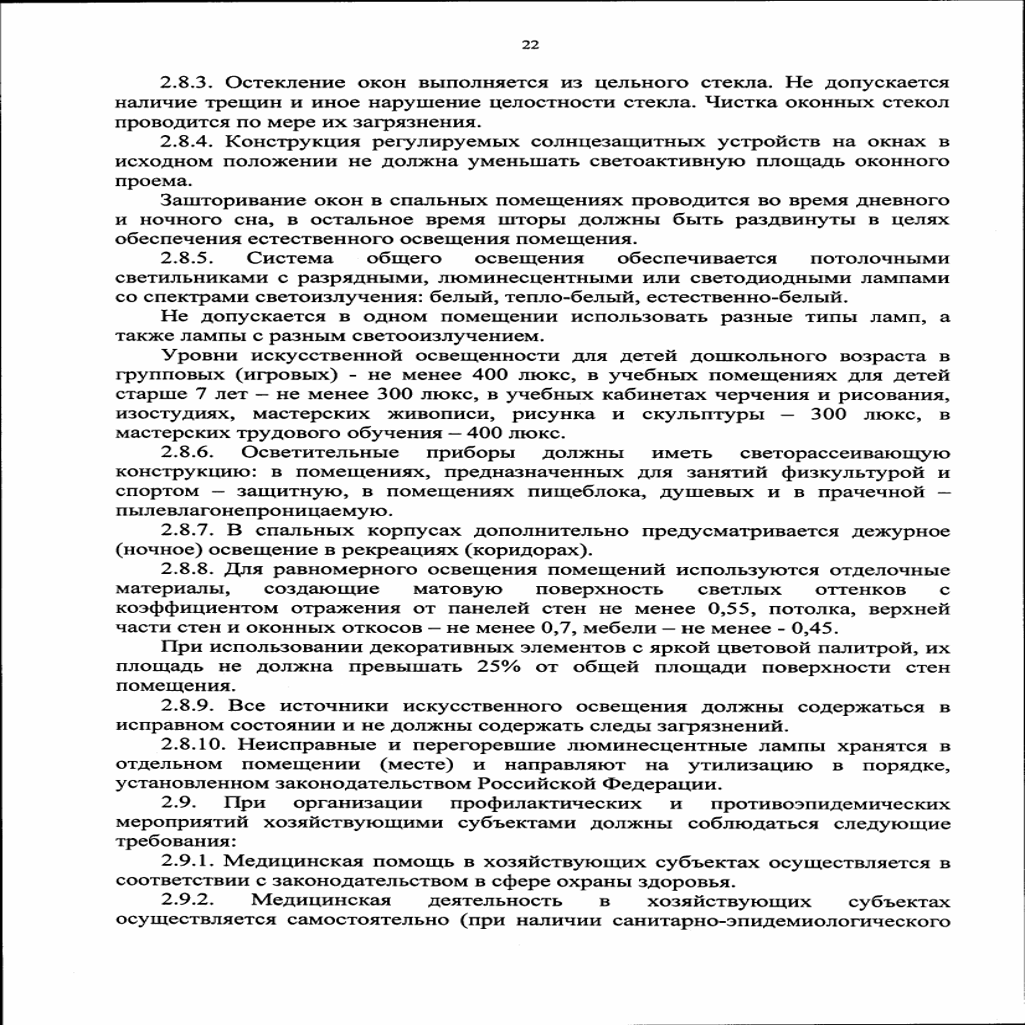 22
2.8.3. Остекление окон выполняется из цельного стекла. Не допускается
наличие трещин и иное нарушение целостности стекла. Чистка оконных стекол
проводится по мере их загрязнения.
2.8.4. Конструкция регулируемых солнцезащитных устройств на окнах в
исходном положении не должна уменьшать светоактивную площадь оконного
проема.
Зашторивание окон в спальных помещениях проводится во время дневного
и ночного сна, в остальное время шторы должны быть раздвинуты в целях
обеспечения естественного освещения помещения.
2.8.5. Система общего освещения обеспечивается потолочными
светильниками с разрядными, люминесцентными или светодиодными лампами
со спектрами светоизлучения: белый, тепло-белый, естественно-белый.
Не допускается в одном помещении использовать разные типы ламп, а
также лампы с разным светооизлучением.
Уровни искусственной освещенности для детей дошкольного возраста в
групповых (игровых) - не менее 400 люкс, в учебных помещениях для детей
старше 7 лет – не менее 300 люкс, в учебных кабинетах черчения и рисования,
изостудиях, мастерских живописи, рисунка и скульптуры – 300 люкс, в
мастерских трудового обучения – 400 люкс.
2.8.6. Осветительные приборы должны иметь светорассеивающую
конструкцию: в помещениях, предназначенных для занятий физкультурой и
спортом – защитную, в помещениях пищеблока, душевых и в прачечной –
пылевлагонепроницаемую.
2.8.7. В спальных корпусах дополнительно предусматривается дежурное
(ночное) освещение в рекреациях (коридорах).
2.8.8. Для равномерного освещения помещений используются отделочные
материалы, создающие матовую поверхность светлых оттенков с
коэффициентом отражения от панелей стен не менее 0,55, потолка, верхней
части стен и оконных откосов – не менее 0,7, мебели – не менее - 0,45.
При использовании декоративных элементов с яркой цветовой палитрой, их
площадь не должна превышать 25% от общей площади поверхности стен
помещения.
2.8.9. Все источники искусственного освещения должны содержаться в
исправном состоянии и не должны содержать следы загрязнений.
2.8.10. Неисправные и перегоревшие люминесцентные лампы хранятся в
отдельном помещении (месте) и направляют на утилизацию в порядке,
установленном законодательством Российской Федерации.
2.9. При организации профилактических и противоэпидемических
мероприятий хозяйствующими субъектами должны соблюдаться следующие
требования:
2.9.1. Медицинская помощь в хозяйствующих субъектах осуществляется в
соответствии с законодательством в сфере охраны здоровья.
2.9.2. Медицинская деятельность в хозяйствующих субъектах
осуществляется самостоятельно (при наличии санитарно-эпидемиологического